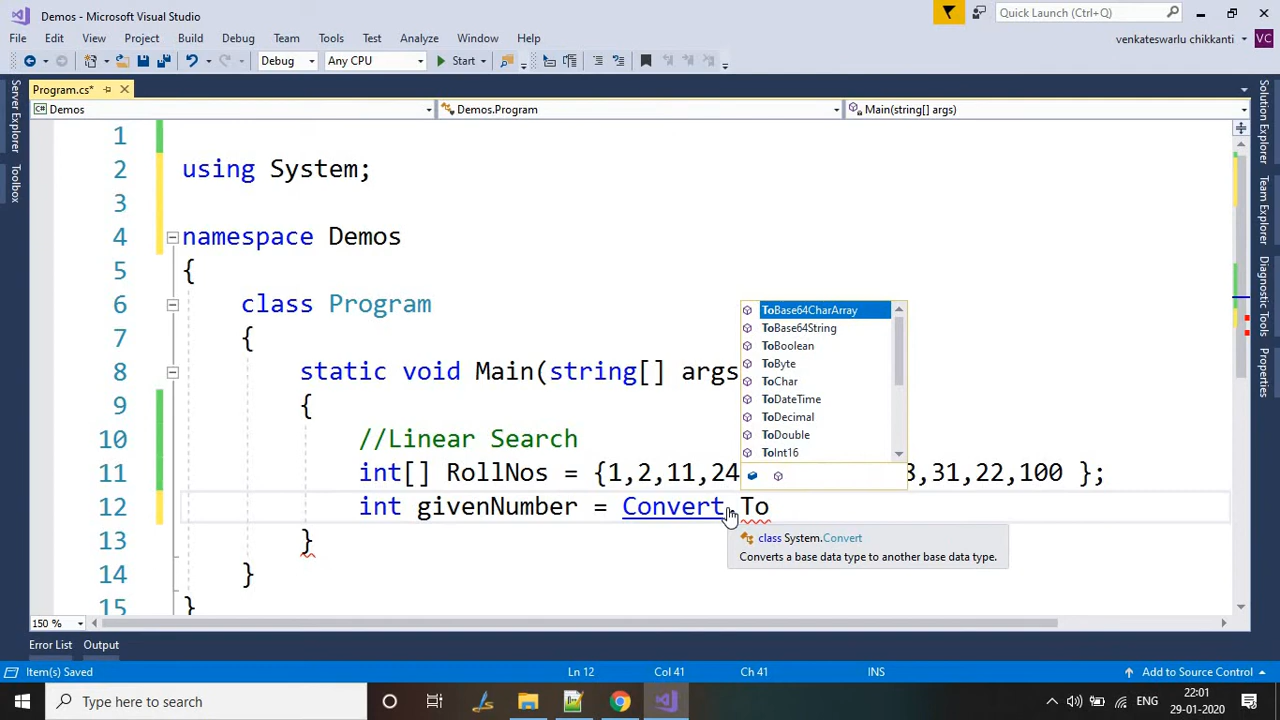 Demos - Microsoft Visual Studio
Quick Launch (Ctrl+Q)
File Edit View Project Build Debug Team Tools Test Analyze Window Help
venkateswarlu chikkanti VC
Debug Any CPU Start
Program.cs*
Demos Demos.Program Main(string[] args)
Server Explorer
Toolbox
Solution Explorer
Team Explorer
Diagnostic Tools
Properties
1
2 using System;
3
4 namespace Demos
5 {
6 class Program
7 {
8 static void Main(string[] args
9 {
10 //Linear Search
11 int[] RollNos = {1,2,11,24 ,31,22,100 };
12 int givenNumber = Convert.To
13 }
14 }
15 }
ToBase64CharArray
ToBase64String
ToBoolean
ToByte
ToChar
ToDateTime
ToDecimal
ToDouble
ToInt16
class System.Convert
Converts a base data type to another base data type.
150 %
Error List Output
Item(s) Saved Ln 12 Col 41 Ch 41 INS Add to Source Control
Type here to search
ENG
22:01
29-01-2020